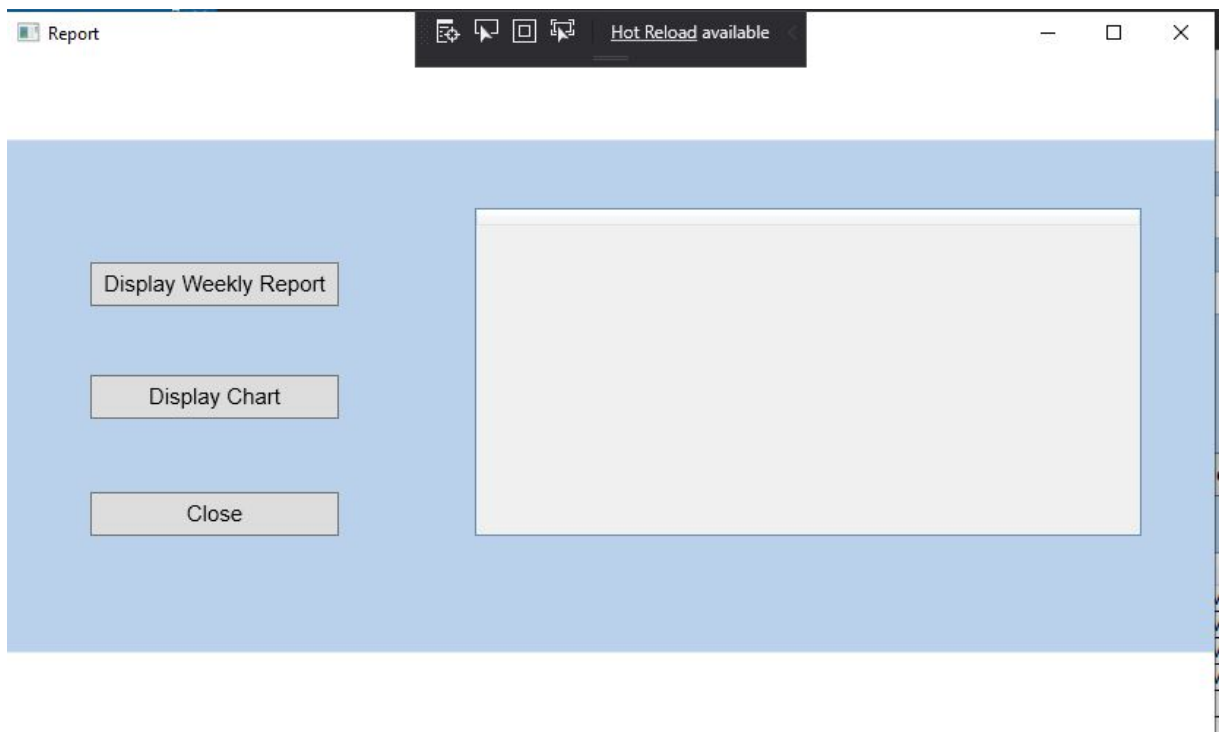 Report
Hot Reload available
Display Weekly Report
Display Chart
Close